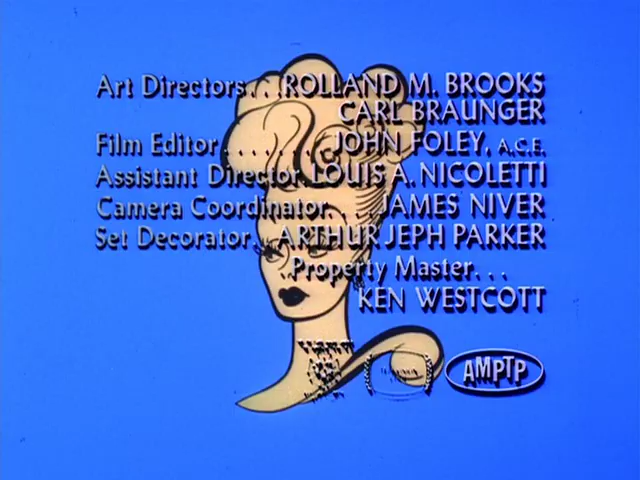 Art Directors . . . ROLLAND M. BROOKS
CARL BRAUNGER
Film Editor . . . . . . . JOHN FOLEY, A.C.E.
Assistant Director. LOUIS A. NICOLETTI
Camera Coordinator . . . JAMES NIVER
Set Decorator . . ARTHUR JEPH PARKER
Property Master. . .
KEN WESTCOTT
AMPTP